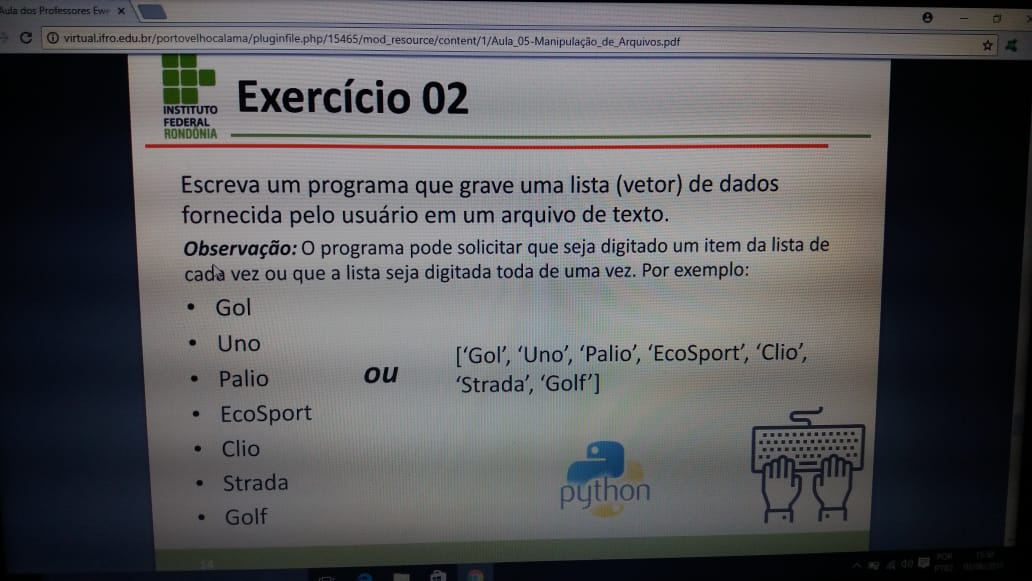 Aula dos Professores Ewe
virtual.ifro.edu.br/portovelhocalama/pluginfile.php/15465/mod_resource/content/1/Aula_05-Manipulação_de_Arquivos.pdf
INSTITUTO
FEDERAL
RONDÔNIA
Exercício 02
Escreva um programa que grave uma lista (vetor) de dados
fornecida pelo usuário em um arquivo de texto.
Observação: O programa pode solicitar que seja digitado um item da lista de
cada vez ou que a lista seja digitada toda de uma vez. Por exemplo:
• Gol
• Uno
• Palio
• EcoSport
• Clio
• Strada
• Golf
ou
[‘Gol’, ‘Uno’, ‘Palio’, ‘EcoSport’, ‘Clio’,
‘Strada’, ‘Golf’]
python
14
POR
PTB2